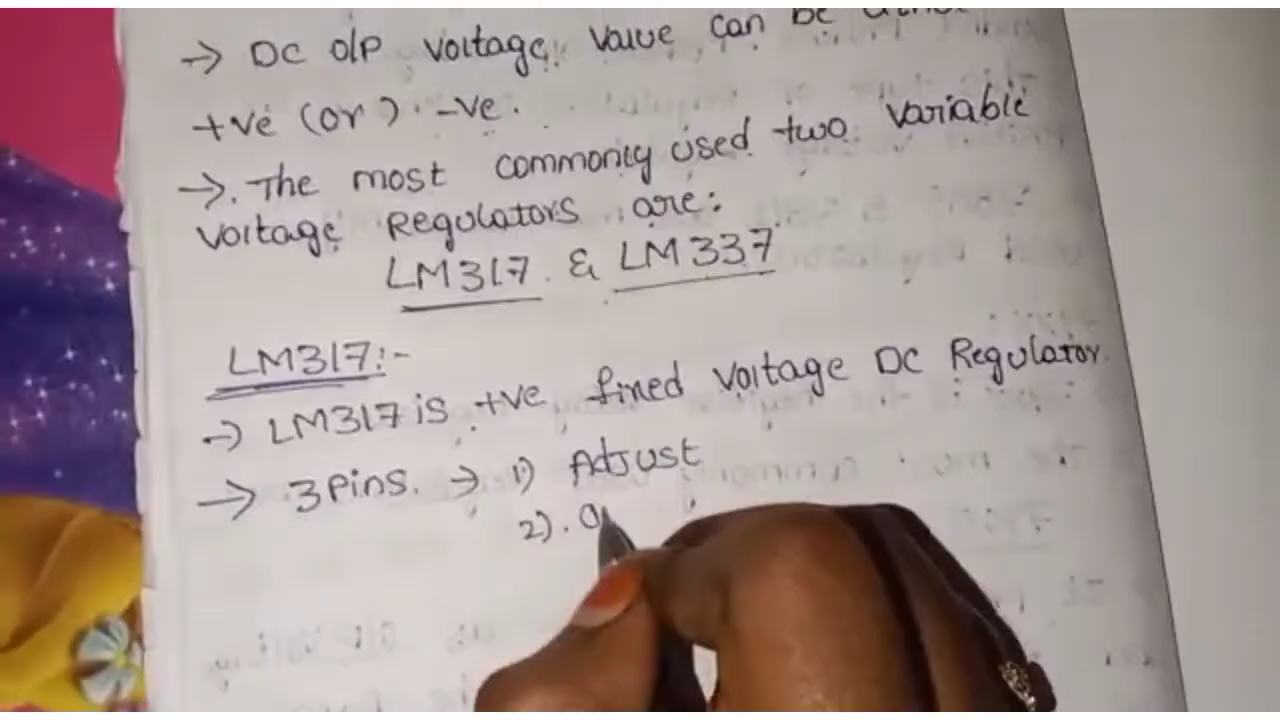 → DC o/p voltage value can be
+ve (or) -ve.
→. The most commonly used two variable
voltage Regulators are:
LM317 & LM337
LM317:-
→ LM317 is +ve fined voltage DC Regulator.
→ 3 Pins. → 1) Adjust
2). O